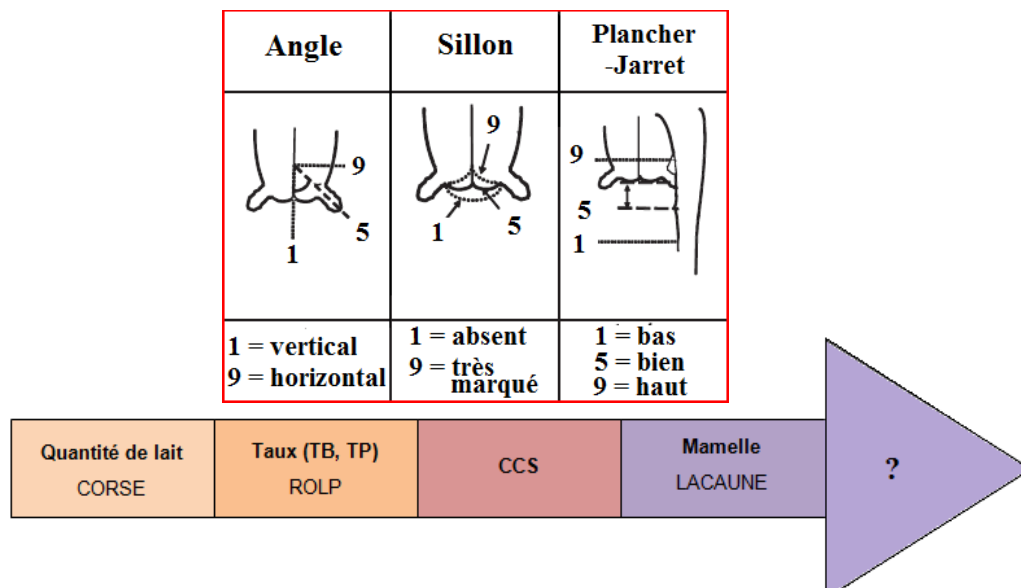 Angle
Sillon
Plancher
-Jarret
9
5
1
9
1
5
9
5
1
1 = vertical
9 = horizontal
1 = absent
9 = très
marqué
1 = bas
5 = bien
9 = haut
Quantité de lait
CORSE
Taux (TB, TP)
ROLP
CCS
Mamelle
LACAUNE
?